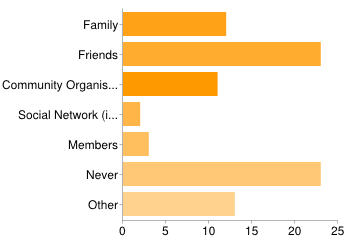 Family
Friends
Community Organis...
Social Network (i...
Members
Never
Other
0 5 10 15 20 25